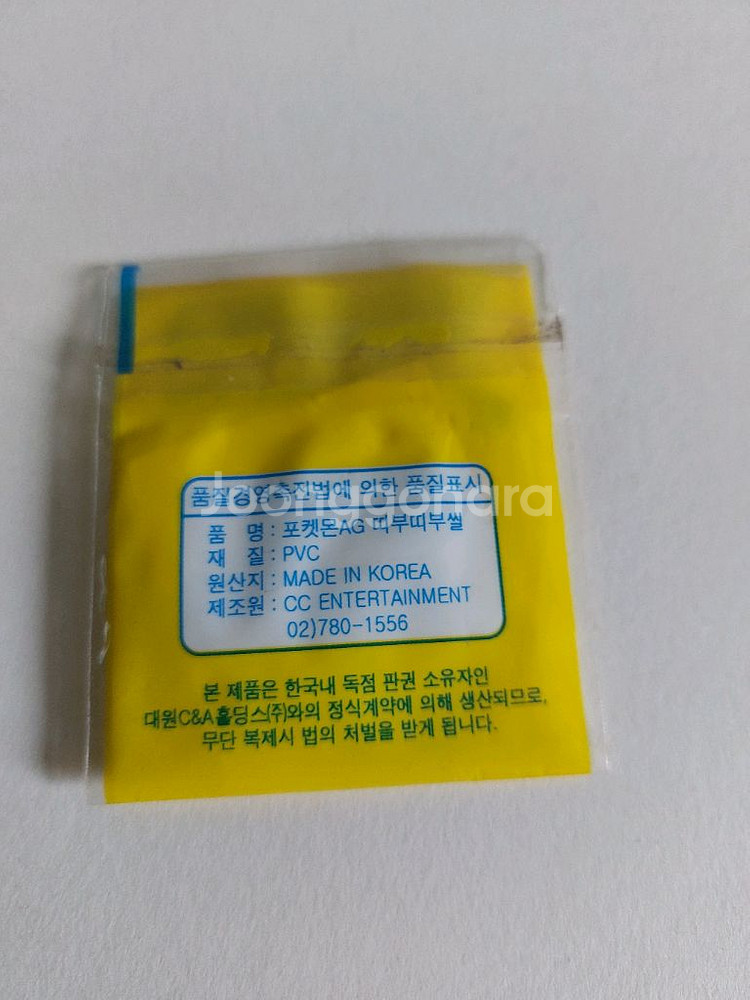 품질경영촉진법에 의한 품질표시
품 명 : 포켓몬AG 띠부띠부씰
재 질 : PVC
원산지 : MADE IN KOREA
제조원 : CC ENTERTAINMENT
02)780-1556
본 제품은 한국내 독점 판권 소유자인
대원C&A홀딩스(주)와의 정식계약에 의해 생산되므로,
무단 복제시 법의 처벌을 받게 됩니다.
Joonggonara